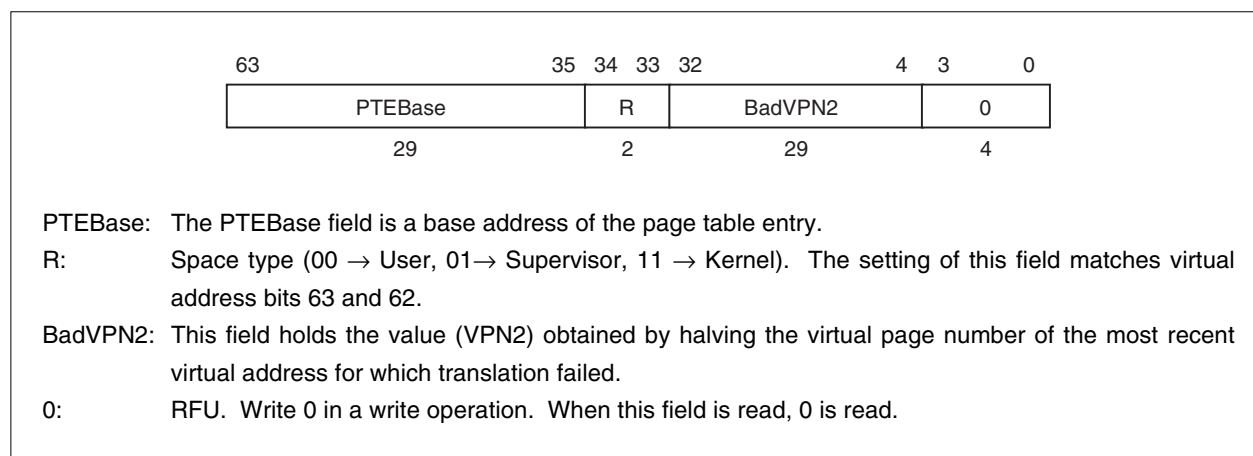 63 35 34 33 32 4 3 0
PTEBase R BadVPN2 0
29 2 29 4
PTEBase: The PTEBase field is a base address of the page table entry.
R: Space type (00 → User, 01→ Supervisor, 11 → Kernel). The setting of this field matches virtual
address bits 63 and 62.
BadVPN2: This field holds the value (VPN2) obtained by halving the virtual page number of the most recent
virtual address for which translation failed.
0: RFU. Write 0 in a write operation. When this field is read, 0 is read.